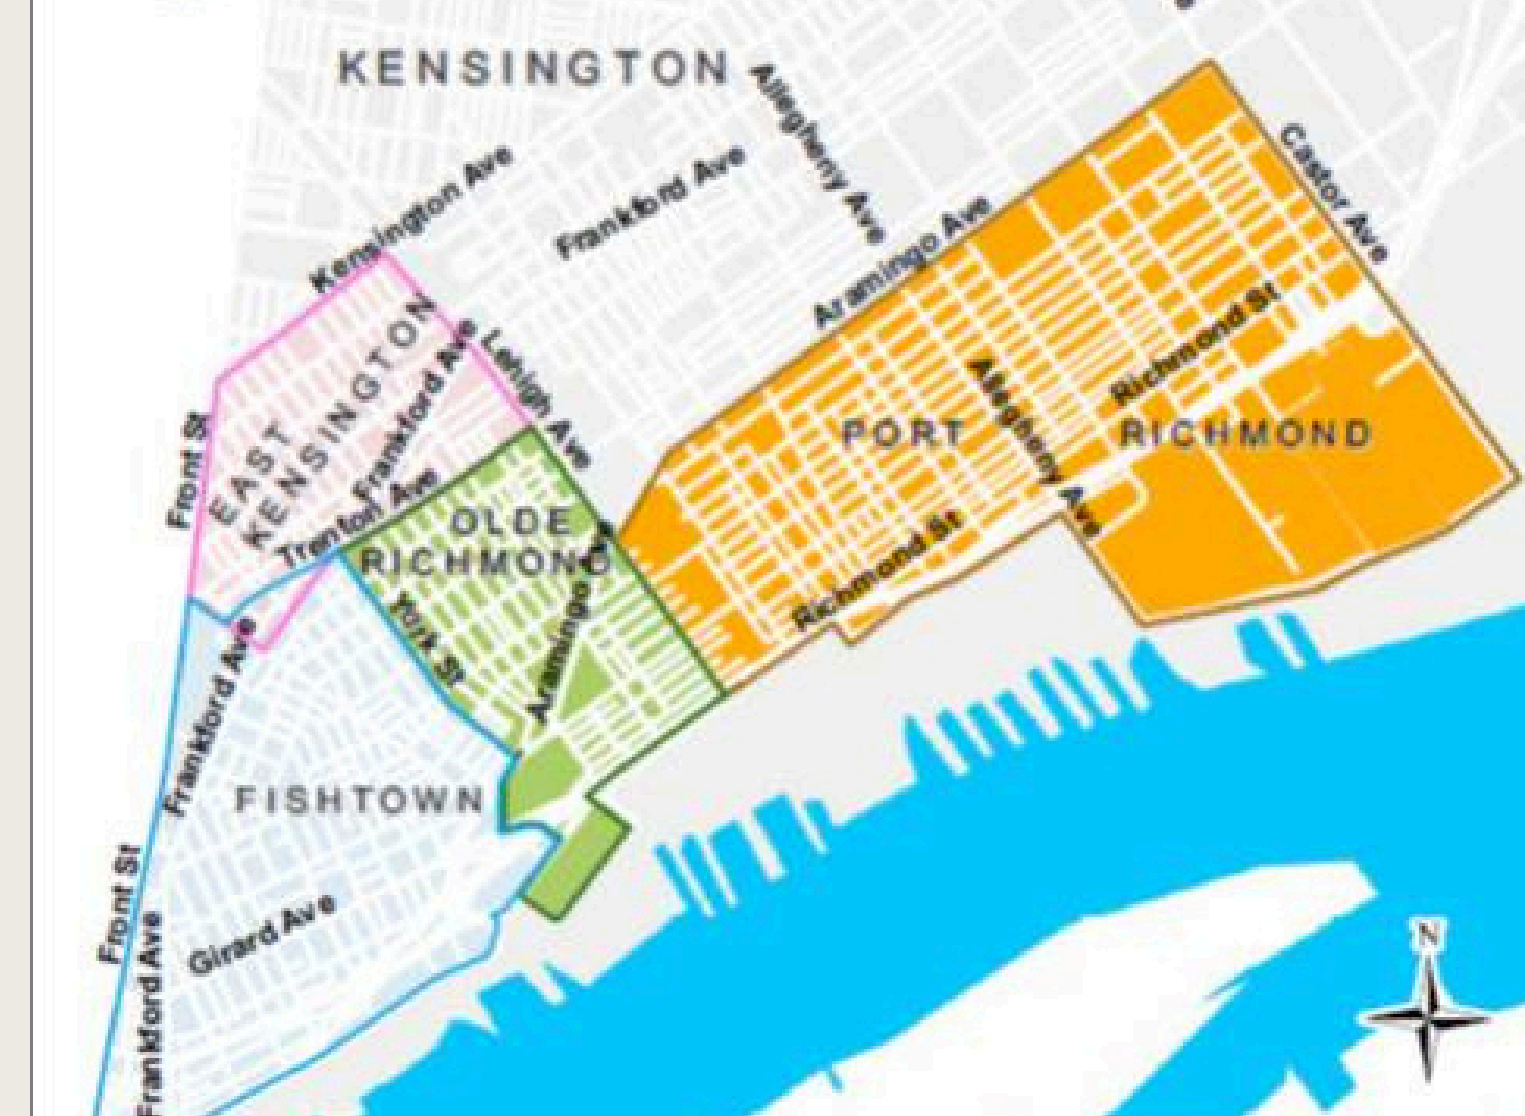 KENSINGTON
Allegheny Ave
Kensington Ave
Frankford Ave
Castor Ave
Aramingo Ave
EAST
KENSINGTON
Frankford Ave
Lehigh Ave
Richmond St
Front St
PORT
Allegheny Ave
RICHMOND
Trenton Ave
OLDE
RICHMOND
Richmond St
York St
Aramingo Ave
Frankford Ave
FISHTOWN
Front St
Girard Ave
Frankford Ave
N